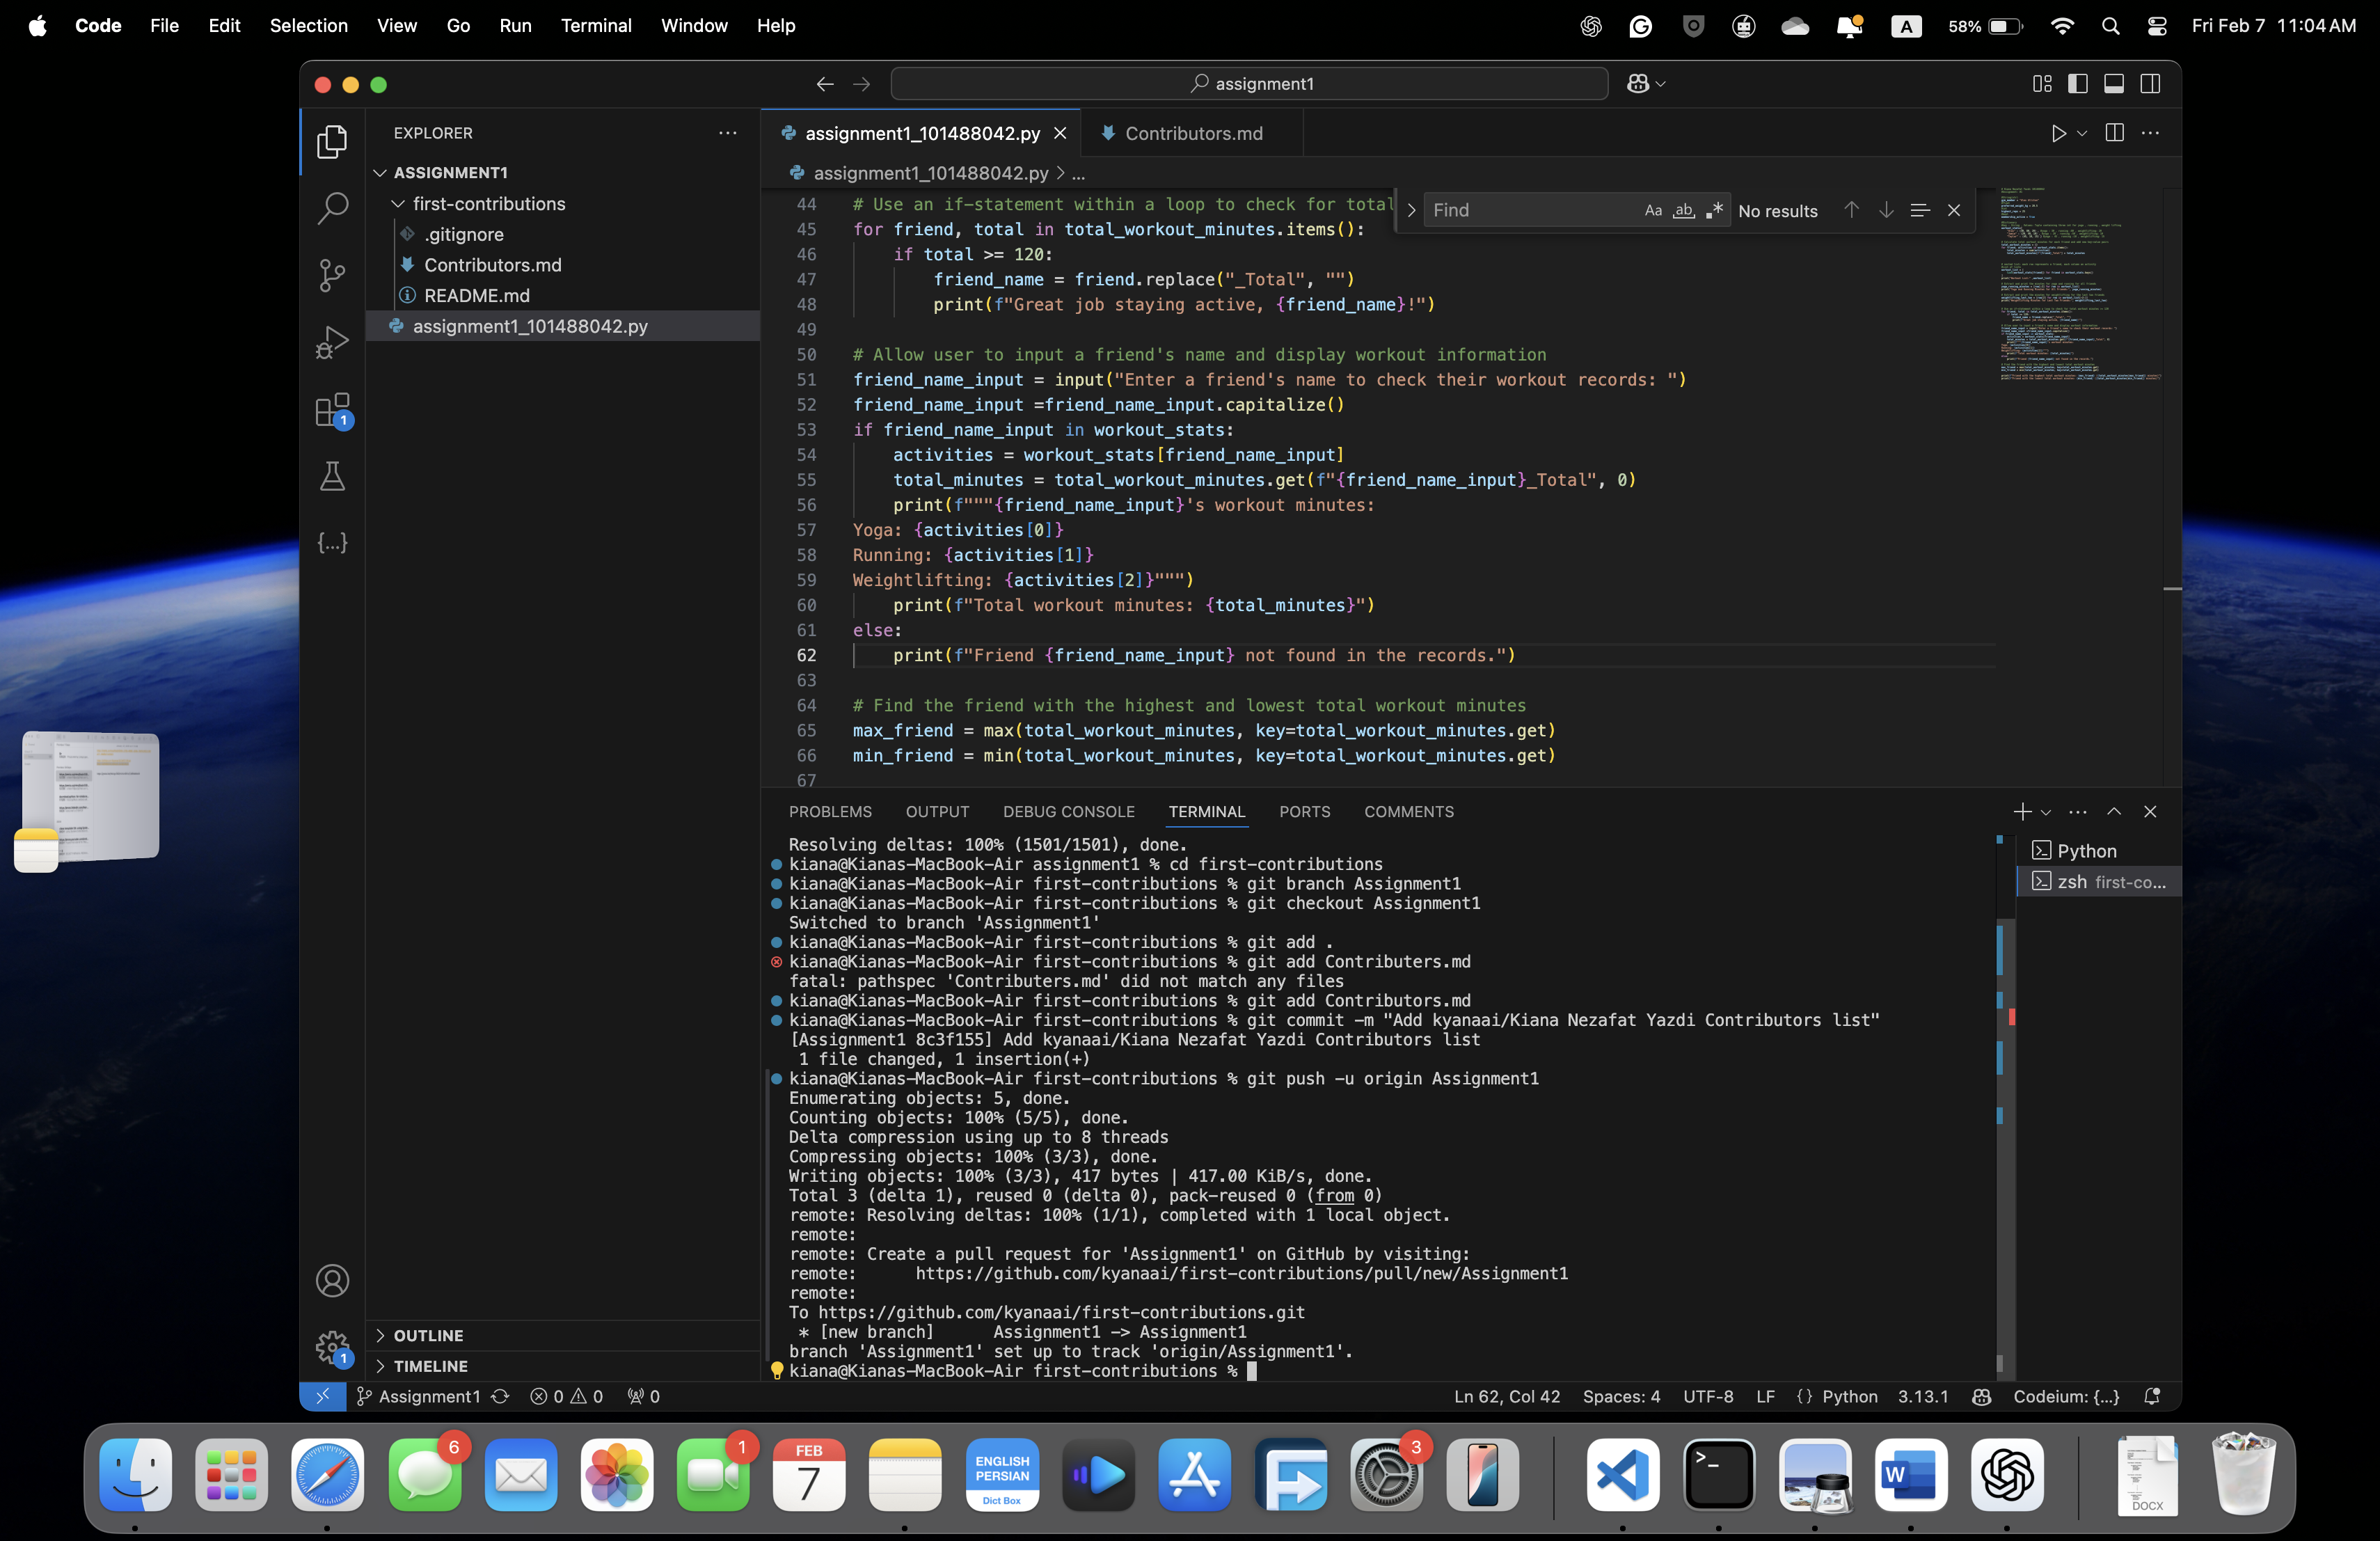 Code File Edit Selection View Go Run Terminal Window Help
A 58% Fri Feb 7 11:04 AM
assignment1
EXPLORER
ASSIGNMENT1
first-contributions
.gitignore
Contributors.md
README.md
assignment1_101488042.py
1
OUTLINE
TIMELINE
1
assignment1_101488042.py Contributors.md
assignment1_101488042.py > ...
Find Aa ab .* No results
44 # Use an if-statement within a loop to check for total
45 for friend, total in total_workout_minutes.items():
46 if total >= 120:
47 friend_name = friend.replace("_Total", "")
48 print(f"Great job staying active, {friend_name}!")
49
50 # Allow user to input a friend's name and display workout information
51 friend_name_input = input("Enter a friend's name to check their workout records: ")
52 friend_name_input =friend_name_input.capitalize()
53 if friend_name_input in workout_stats:
54 activities = workout_stats[friend_name_input]
55 total_minutes = total_workout_minutes.get(f"{friend_name_input}_Total", 0)
56 print(f"""{friend_name_input}'s workout minutes:
57 Yoga: {activities[0]}
58 Running: {activities[1]}
59 Weightlifting: {activities[2]}""")
60 print(f"Total workout minutes: {total_minutes}")
61 else:
62 print(f"Friend {friend_name_input} not found in the records.")
63
64 # Find the friend with the highest and lowest total workout minutes
65 max_friend = max(total_workout_minutes, key=total_workout_minutes.get)
66 min_friend = min(total_workout_minutes, key=total_workout_minutes.get)
67
PROBLEMS OUTPUT DEBUG CONSOLE TERMINAL PORTS COMMENTS
Python
zsh first-co...
Resolving deltas: 100% (1501/1501), done.
kiana@Kianas-MacBook-Air assignment1 % cd first-contributions
kiana@Kianas-MacBook-Air first-contributions % git branch Assignment1
kiana@Kianas-MacBook-Air first-contributions % git checkout Assignment1
Switched to branch 'Assignment1'
kiana@Kianas-MacBook-Air first-contributions % git add .
kiana@Kianas-MacBook-Air first-contributions % git add Contributers.md
fatal: pathspec 'Contributers.md' did not match any files
kiana@Kianas-MacBook-Air first-contributions % git add Contributors.md
kiana@Kianas-MacBook-Air first-contributions % git commit -m "Add kyanaai/Kiana Nezafat Yazdi Contributors list"
[Assignment1 8c3f155] Add kyanaai/Kiana Nezafat Yazdi Contributors list
1 file changed, 1 insertion(+)
kiana@Kianas-MacBook-Air first-contributions % git push -u origin Assignment1
Enumerating objects: 5, done.
Counting objects: 100% (5/5), done.
Delta compression using up to 8 threads
Compressing objects: 100% (3/3), done.
Writing objects: 100% (3/3), 417 bytes | 417.00 KiB/s, done.
Total 3 (delta 1), reused 0 (delta 0), pack-reused 0 (from 0)
remote: Resolving deltas: 100% (1/1), completed with 1 local object.
remote:
remote: Create a pull request for 'Assignment1' on GitHub by visiting:
remote: https://github.com/kyanaai/first-contributions/pull/new/Assignment1
remote:
To https://github.com/kyanaai/first-contributions.git
* [new branch] Assignment1 -> Assignment1
branch 'Assignment1' set up to track 'origin/Assignment1'.
kiana@Kianas-MacBook-Air first-contributions %
Assignment1 0 0 0 Ln 62, Col 42 Spaces: 4 UTF-8 LF {} Python 3.13.1 Codeium: {...}
6 1 FEB 3
7
ENGLISH
PERSIAN
Dict Box
>_
W
DOCX